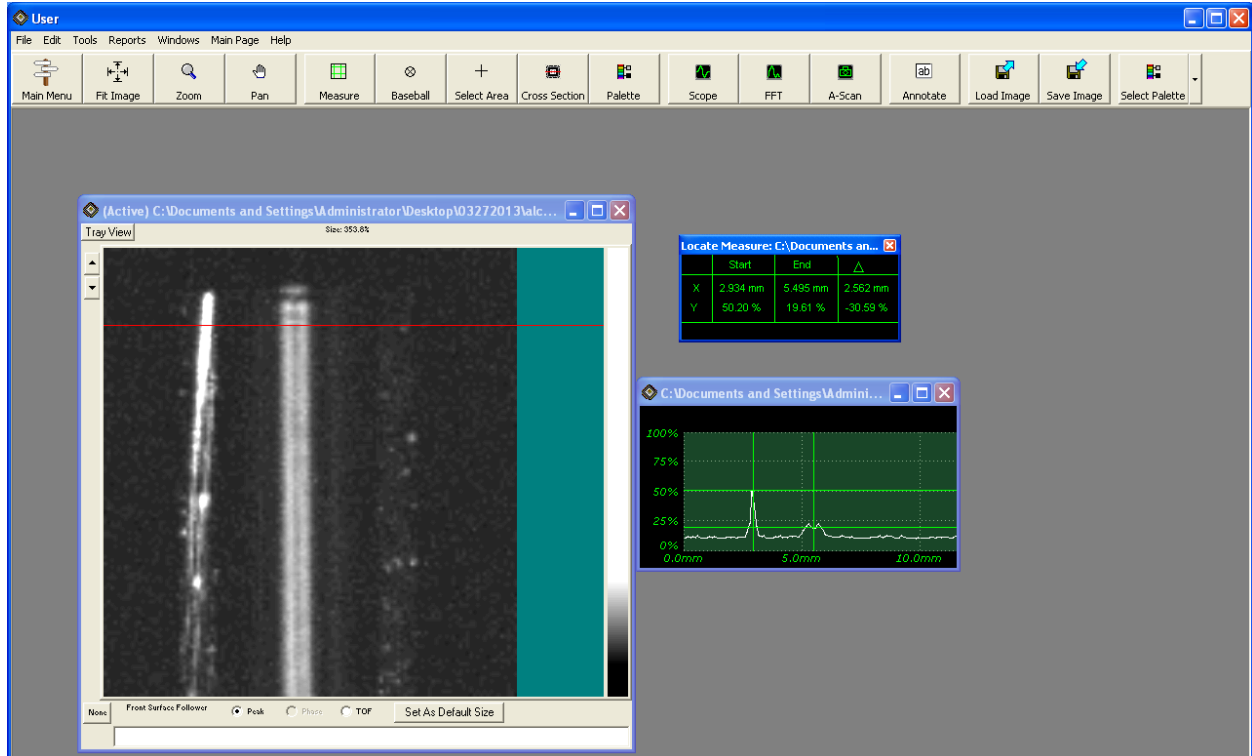 User
File Edit Tools Reports Windows Main Page Help
Main Menu Fit Image Zoom Pan Measure Baseball Select Area Cross Section Palette Scope FFT A-Scan ab Annotate Load Image Save Image Select Palette
(Active) C:\Documents and Settings\Administrator\Desktop\03272013\alc...
Tray View Size: 353.8%
Locate Measure: C:\Documents an...
Start End △
X 2.934 mm 5.495 mm 2.562 mm
Y 50.20 % 19.61 % -30.59 %
C:\Documents and Settings\Admini...
100%
75%
50%
25%
0%
0.0mm 5.0mm 10.0mm
None Front Surface Follower Peak Phase TOF Set As Default Size